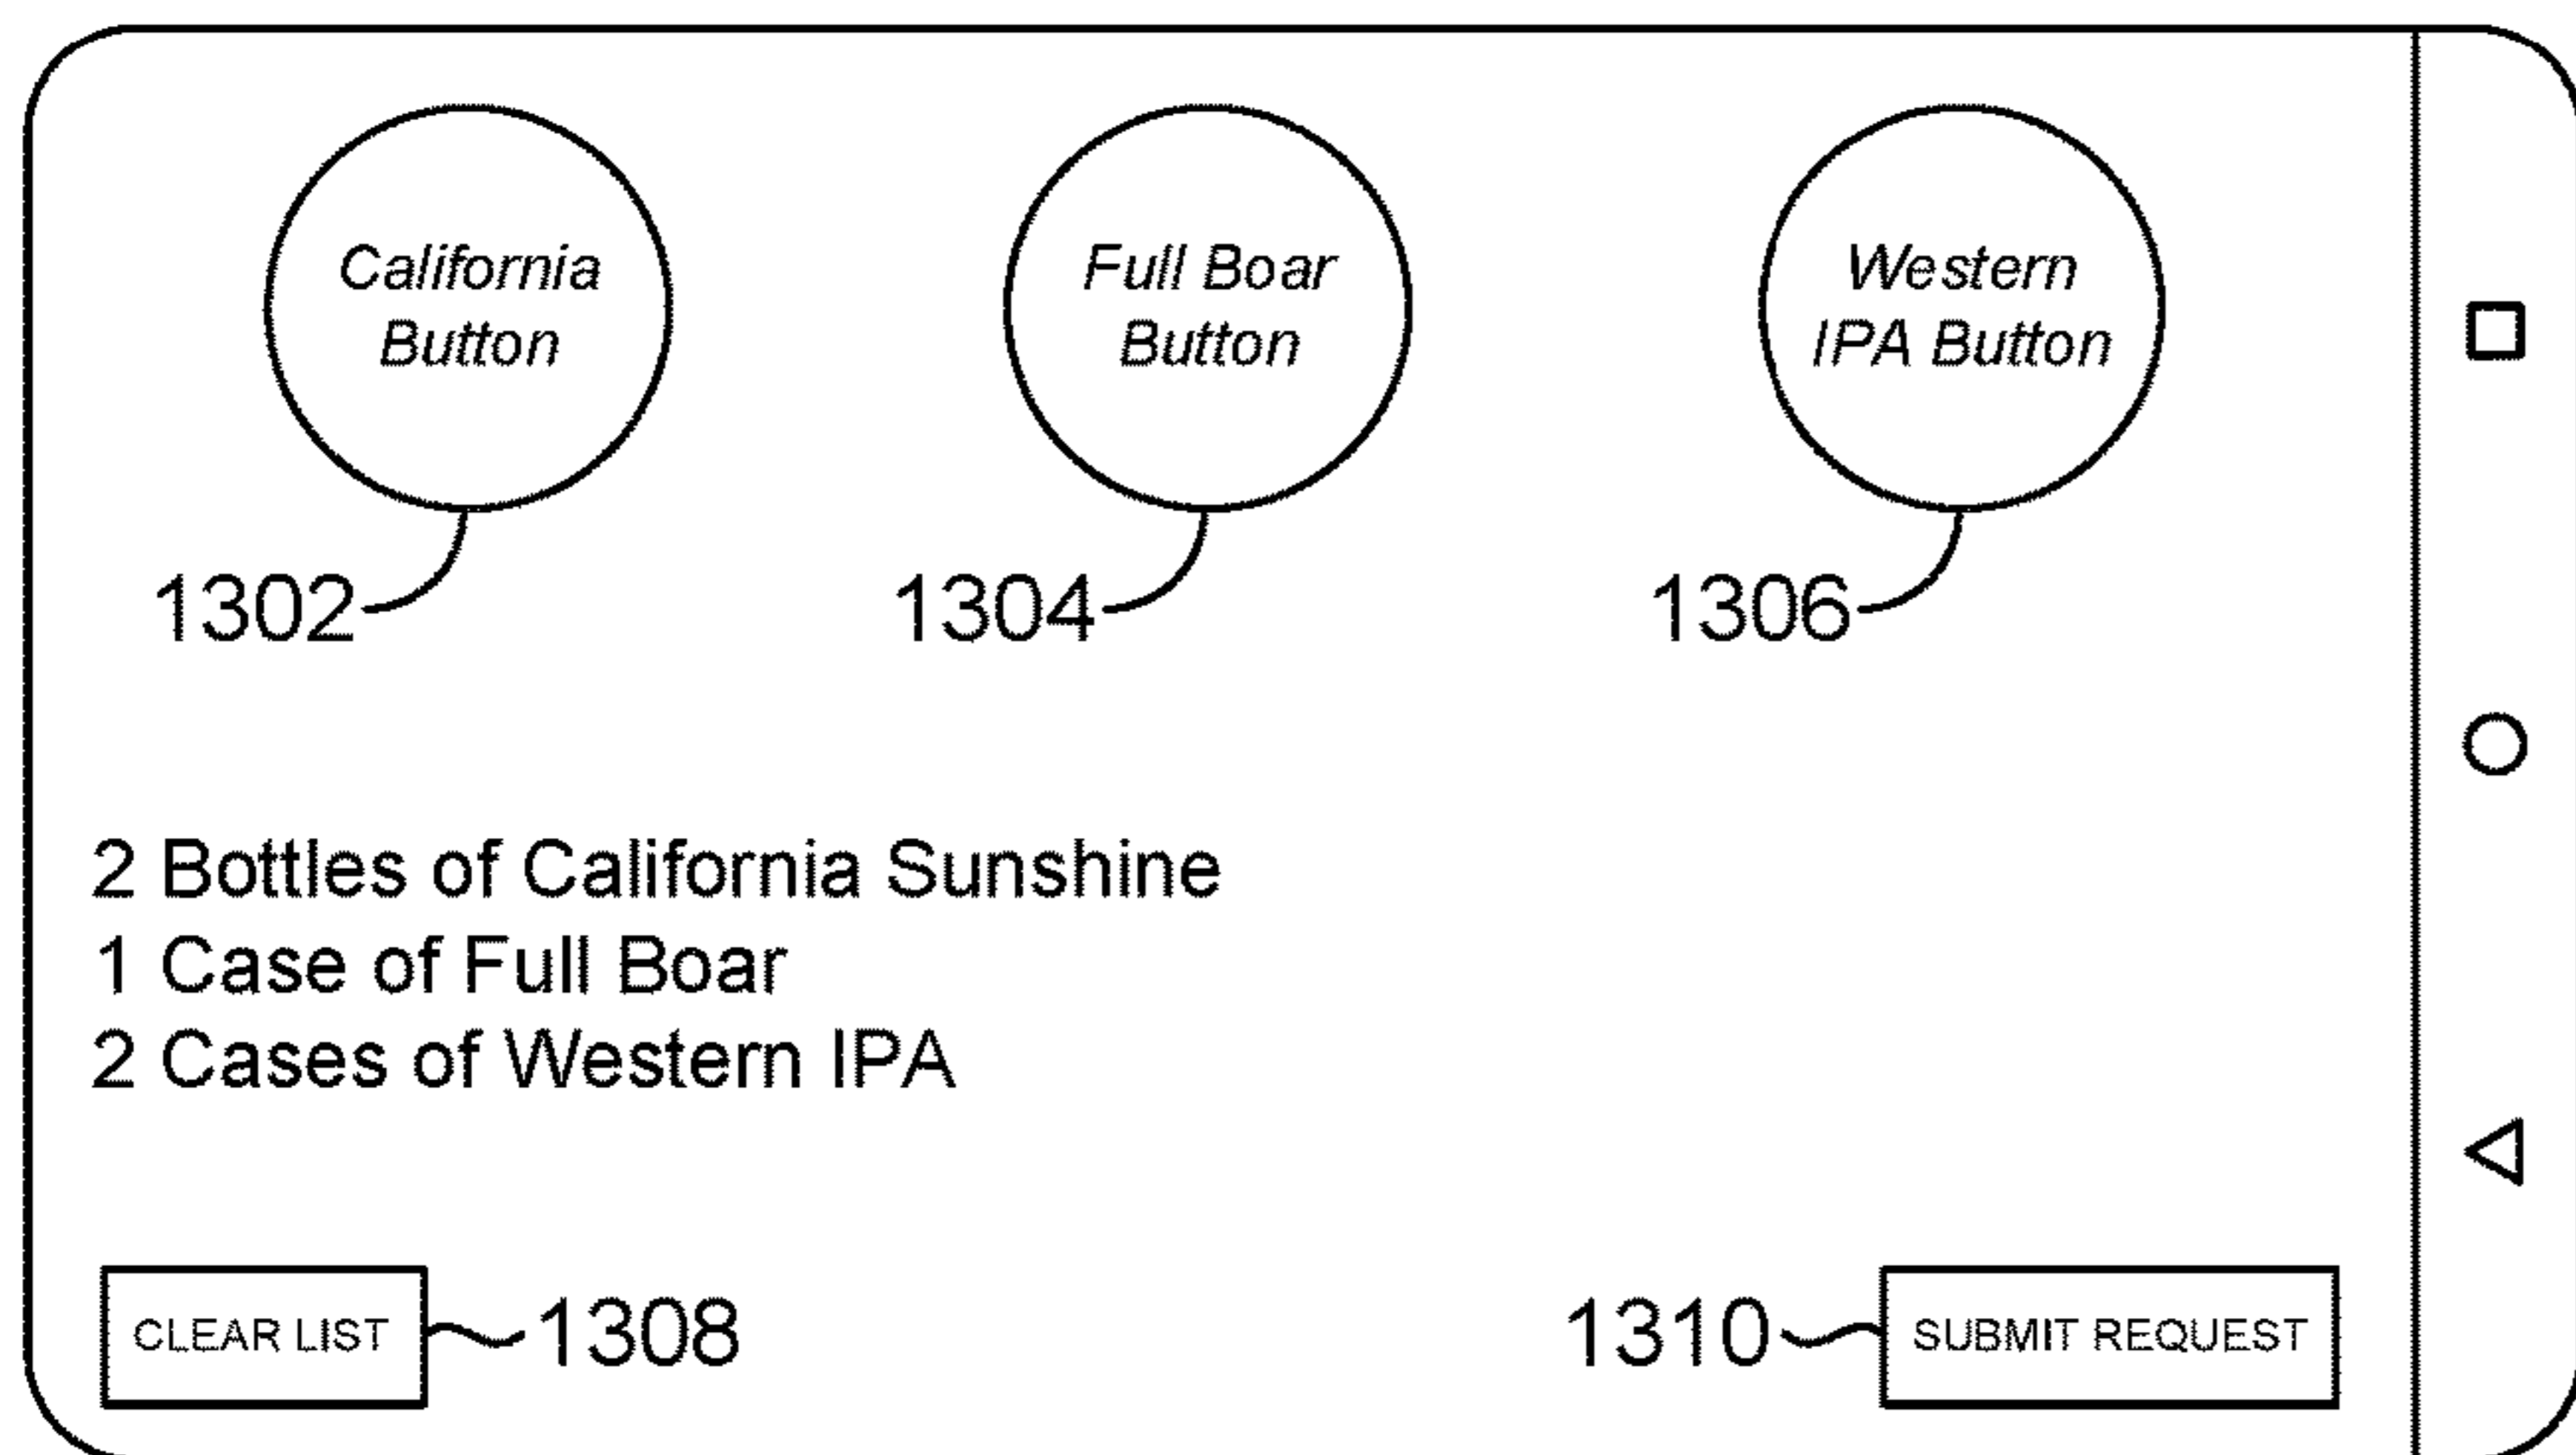 California
Button
Full Boar
Button
Western
IPA Button
1302
1304
1306
2 Bottles of California Sunshine
1 Case of Full Boar
2 Cases of Western IPA
CLEAR LIST
1308
1310
SUBMIT REQUEST